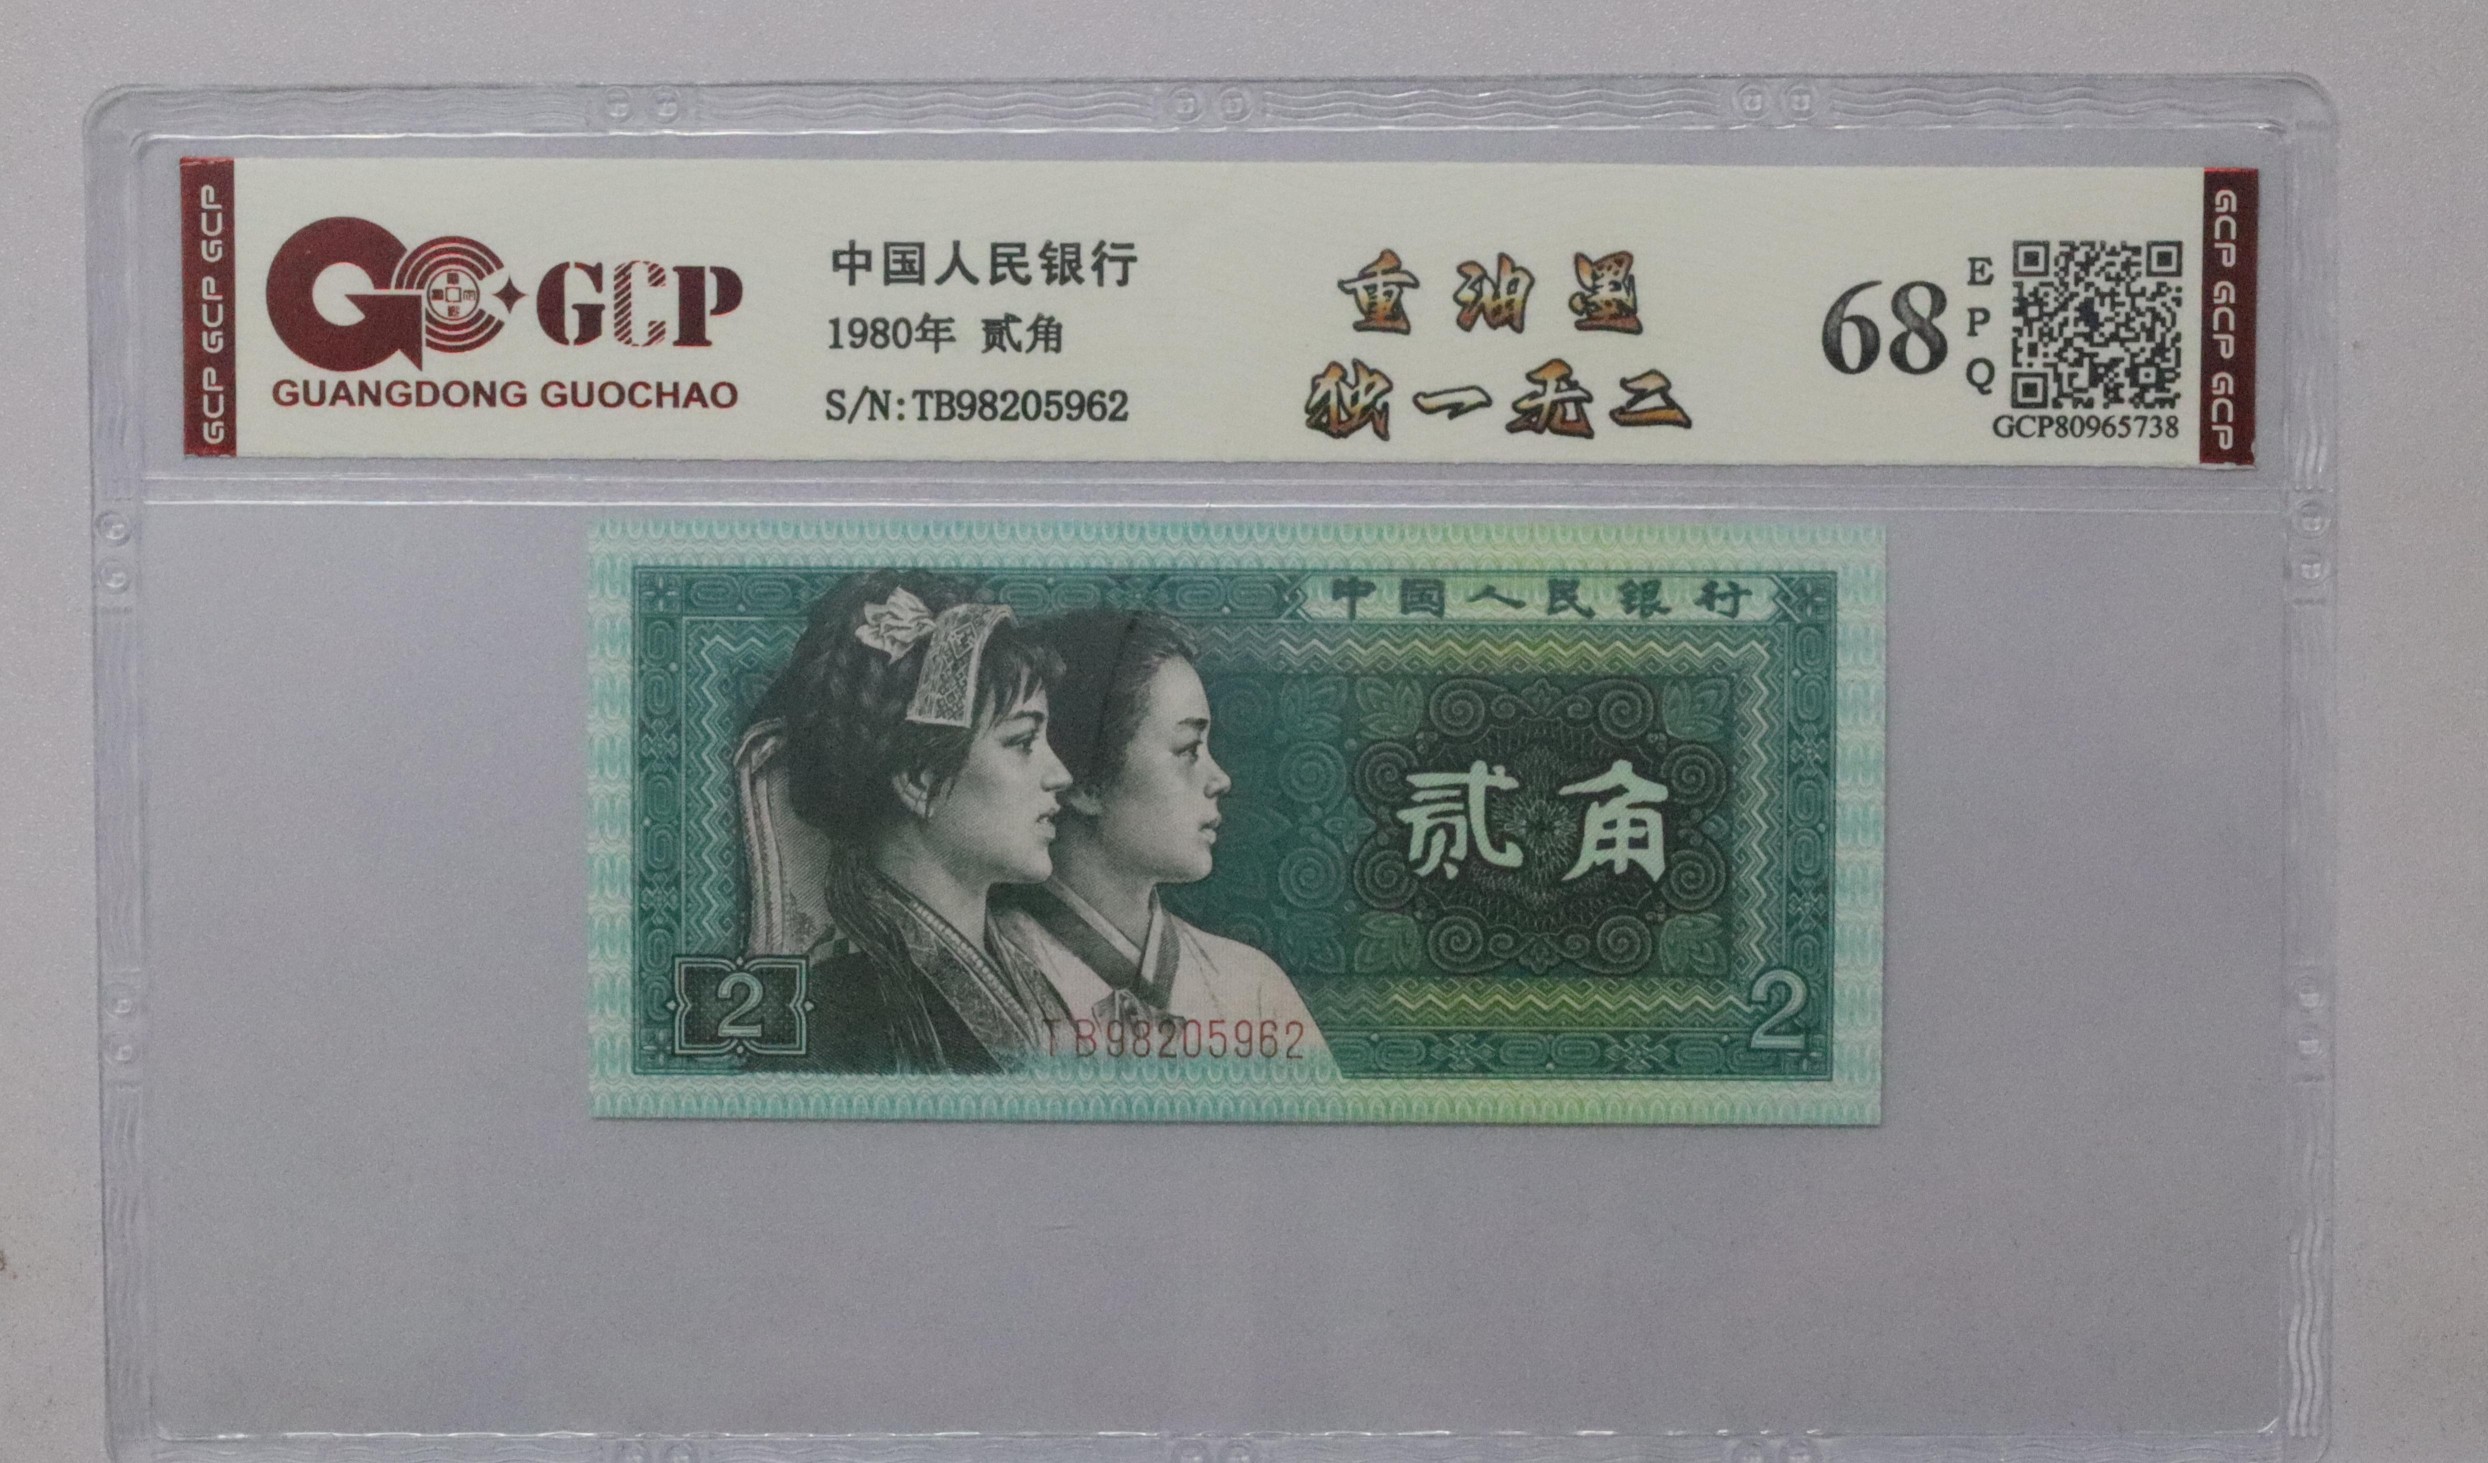 GCP GCP GCP
GCP
GUANGDONG GUOCHAO
中国人民银行
1980年 贰角
S/N:TB98205962
重油墨
独一无二
68
EPQ
GCP80965738
GCP GCP GCP
中国人民银行
贰角
2
TB98205962
2